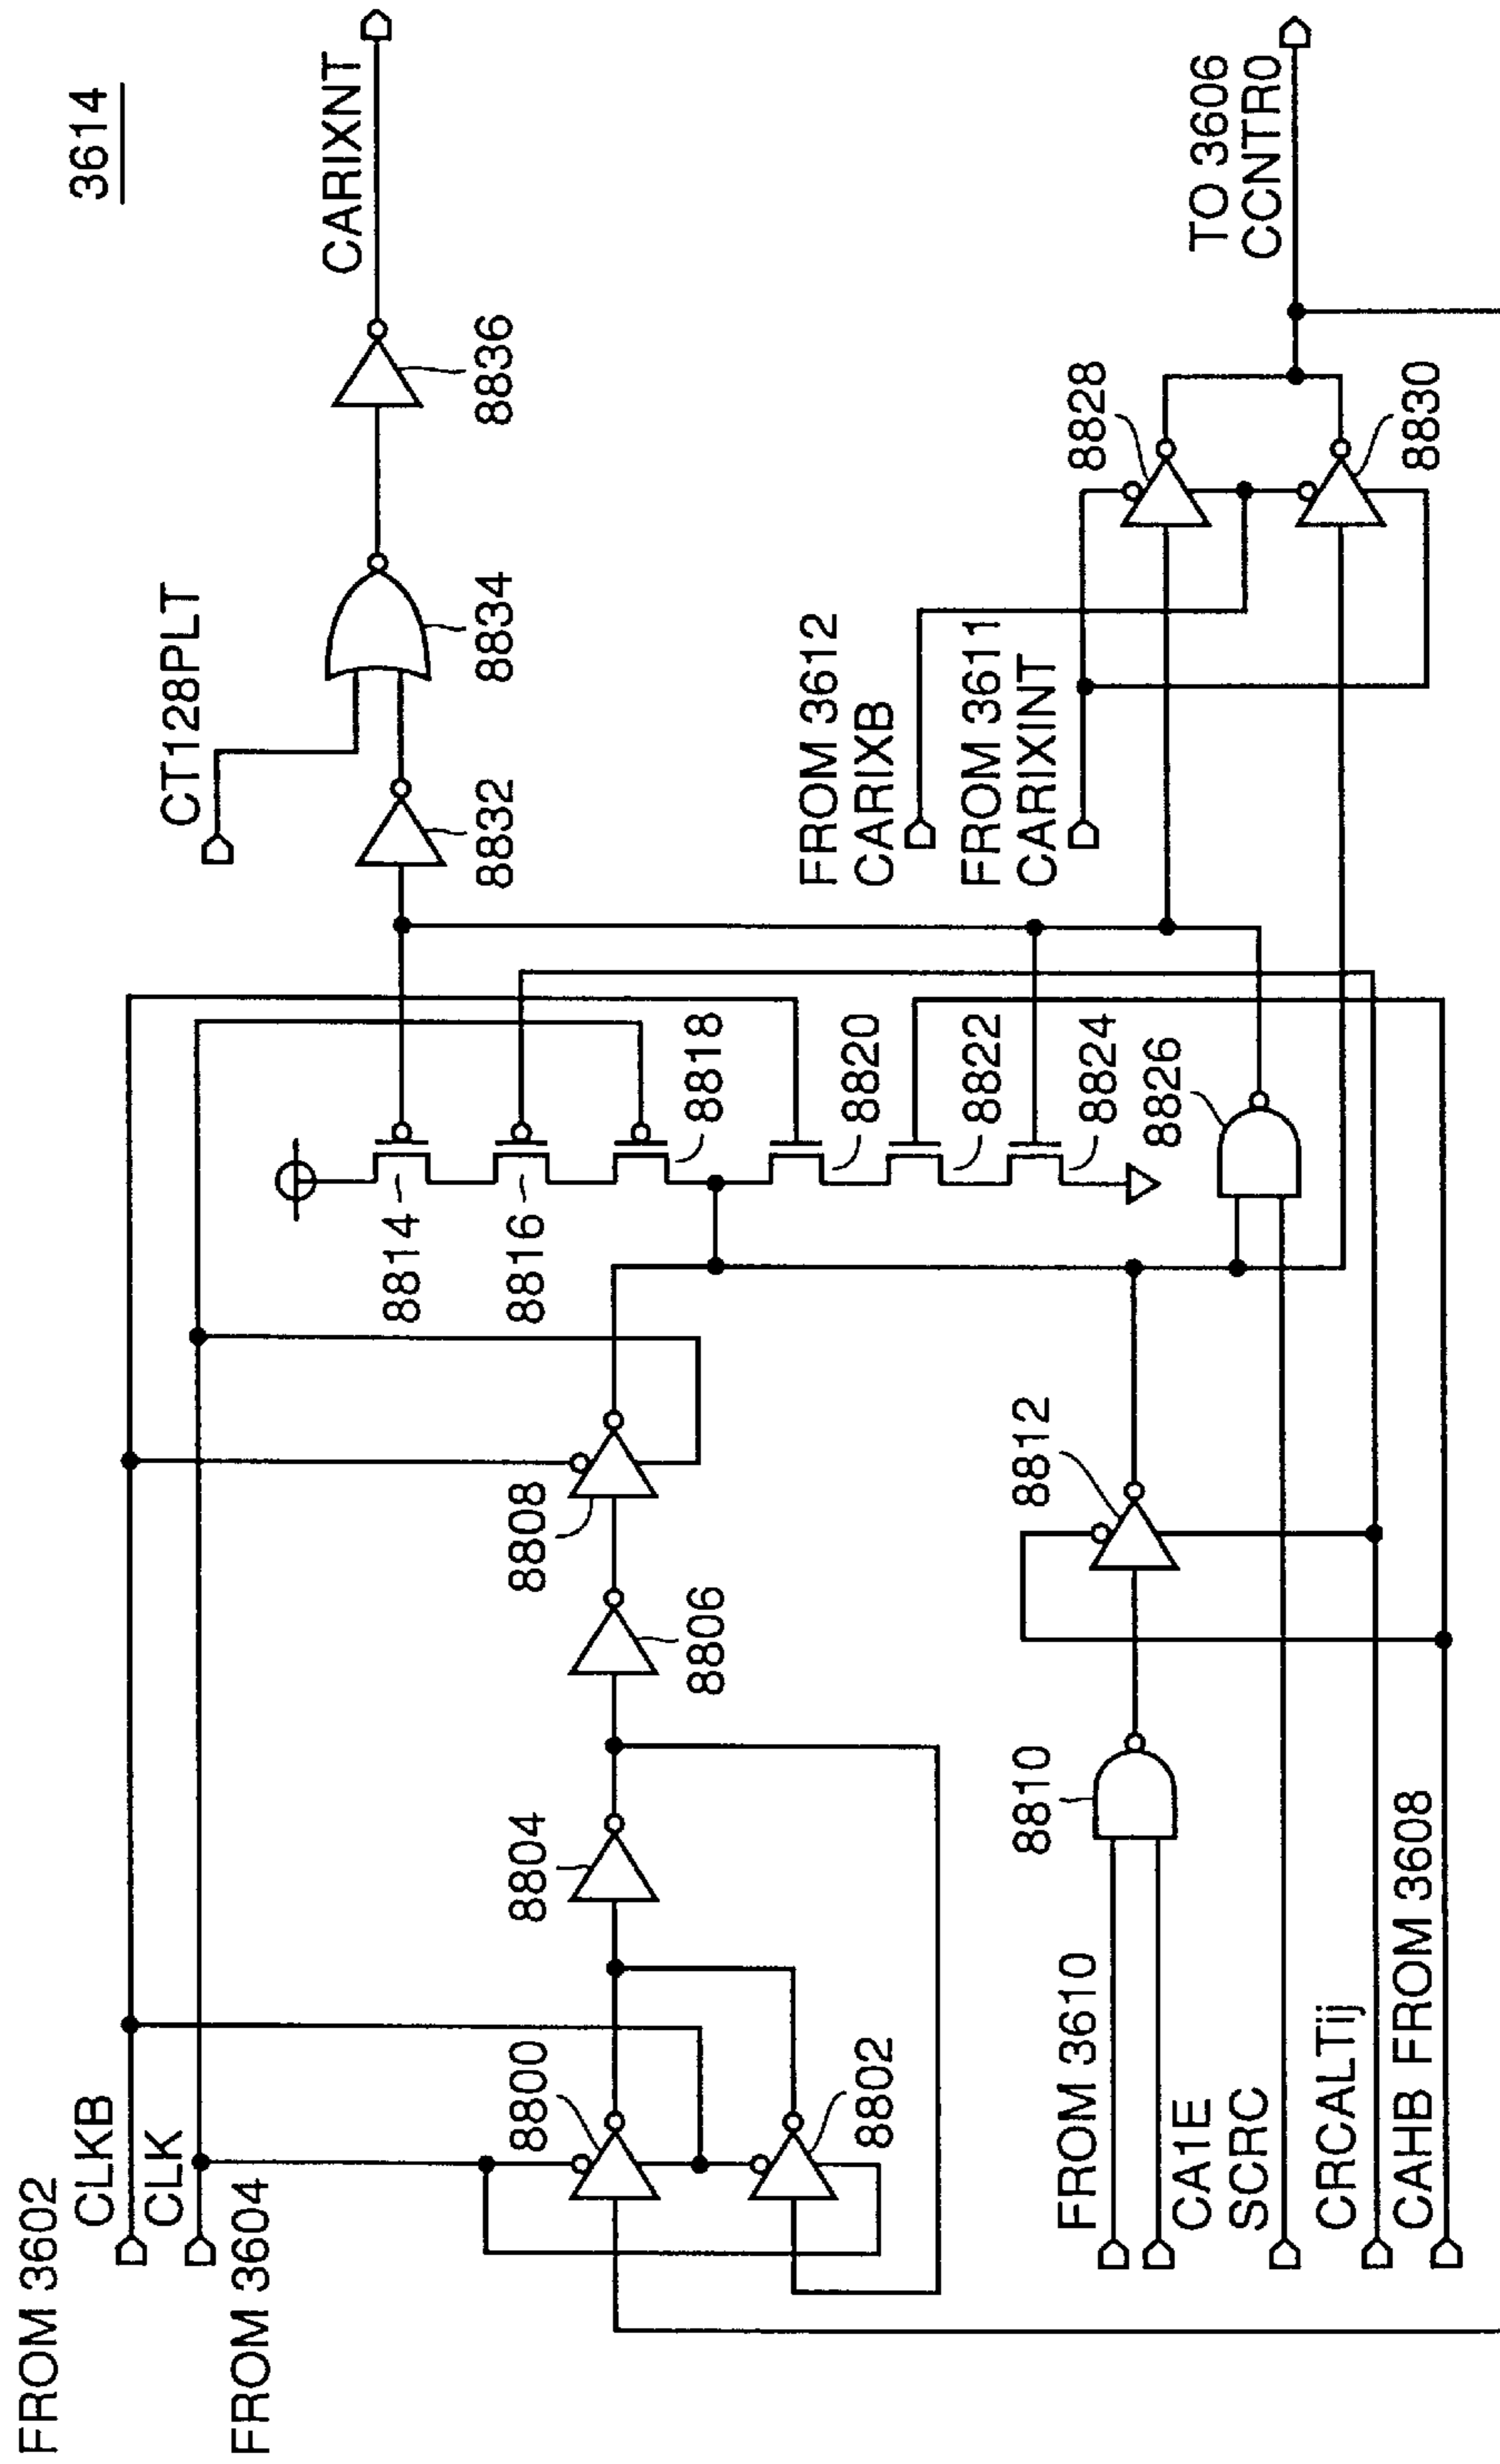 3614
CARIXNT
CT128PLT
8832
8834
8836
FROM 3602
CLKB
CLK
FROM 3604
8800
8802
8804
8806
8808
8814
8816
8818
8820
8822
8824
8826
FROM 3612
CARIXB
FROM 3611
CARIXINT
8828
8830
TO 3606
CCNTR0
8810
8812
FROM 3610
CA1E
SCRC
CRCALTij
CAHB FROM 3608